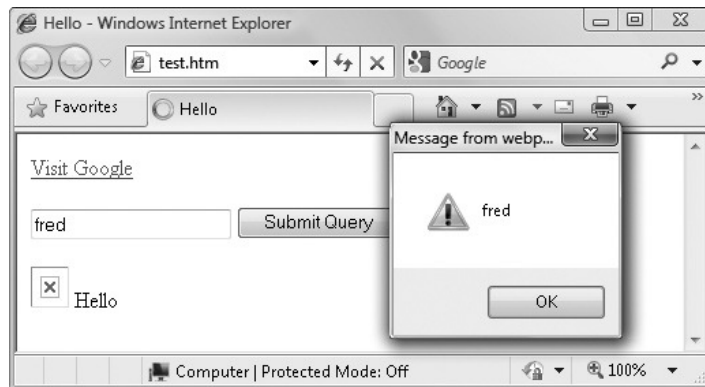 Hello - Windows Internet Explorer
test.htm
Google
Favorites
Hello
»
Message from webp...
Visit Google
fred
Submit Query
fred
Hello
OK
Computer | Protected Mode: Off
100%